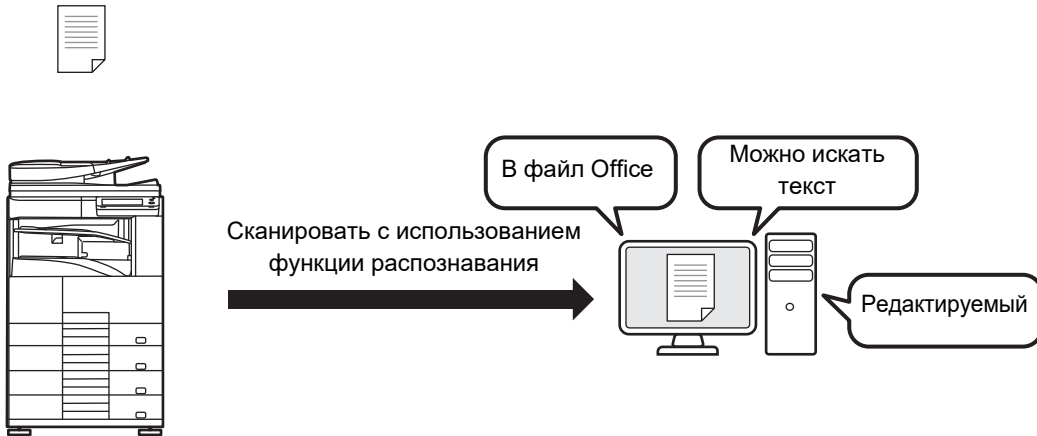 В файл Office
Можно искать
текст
Сканировать с использованием
функции распознавания
Редактируемый